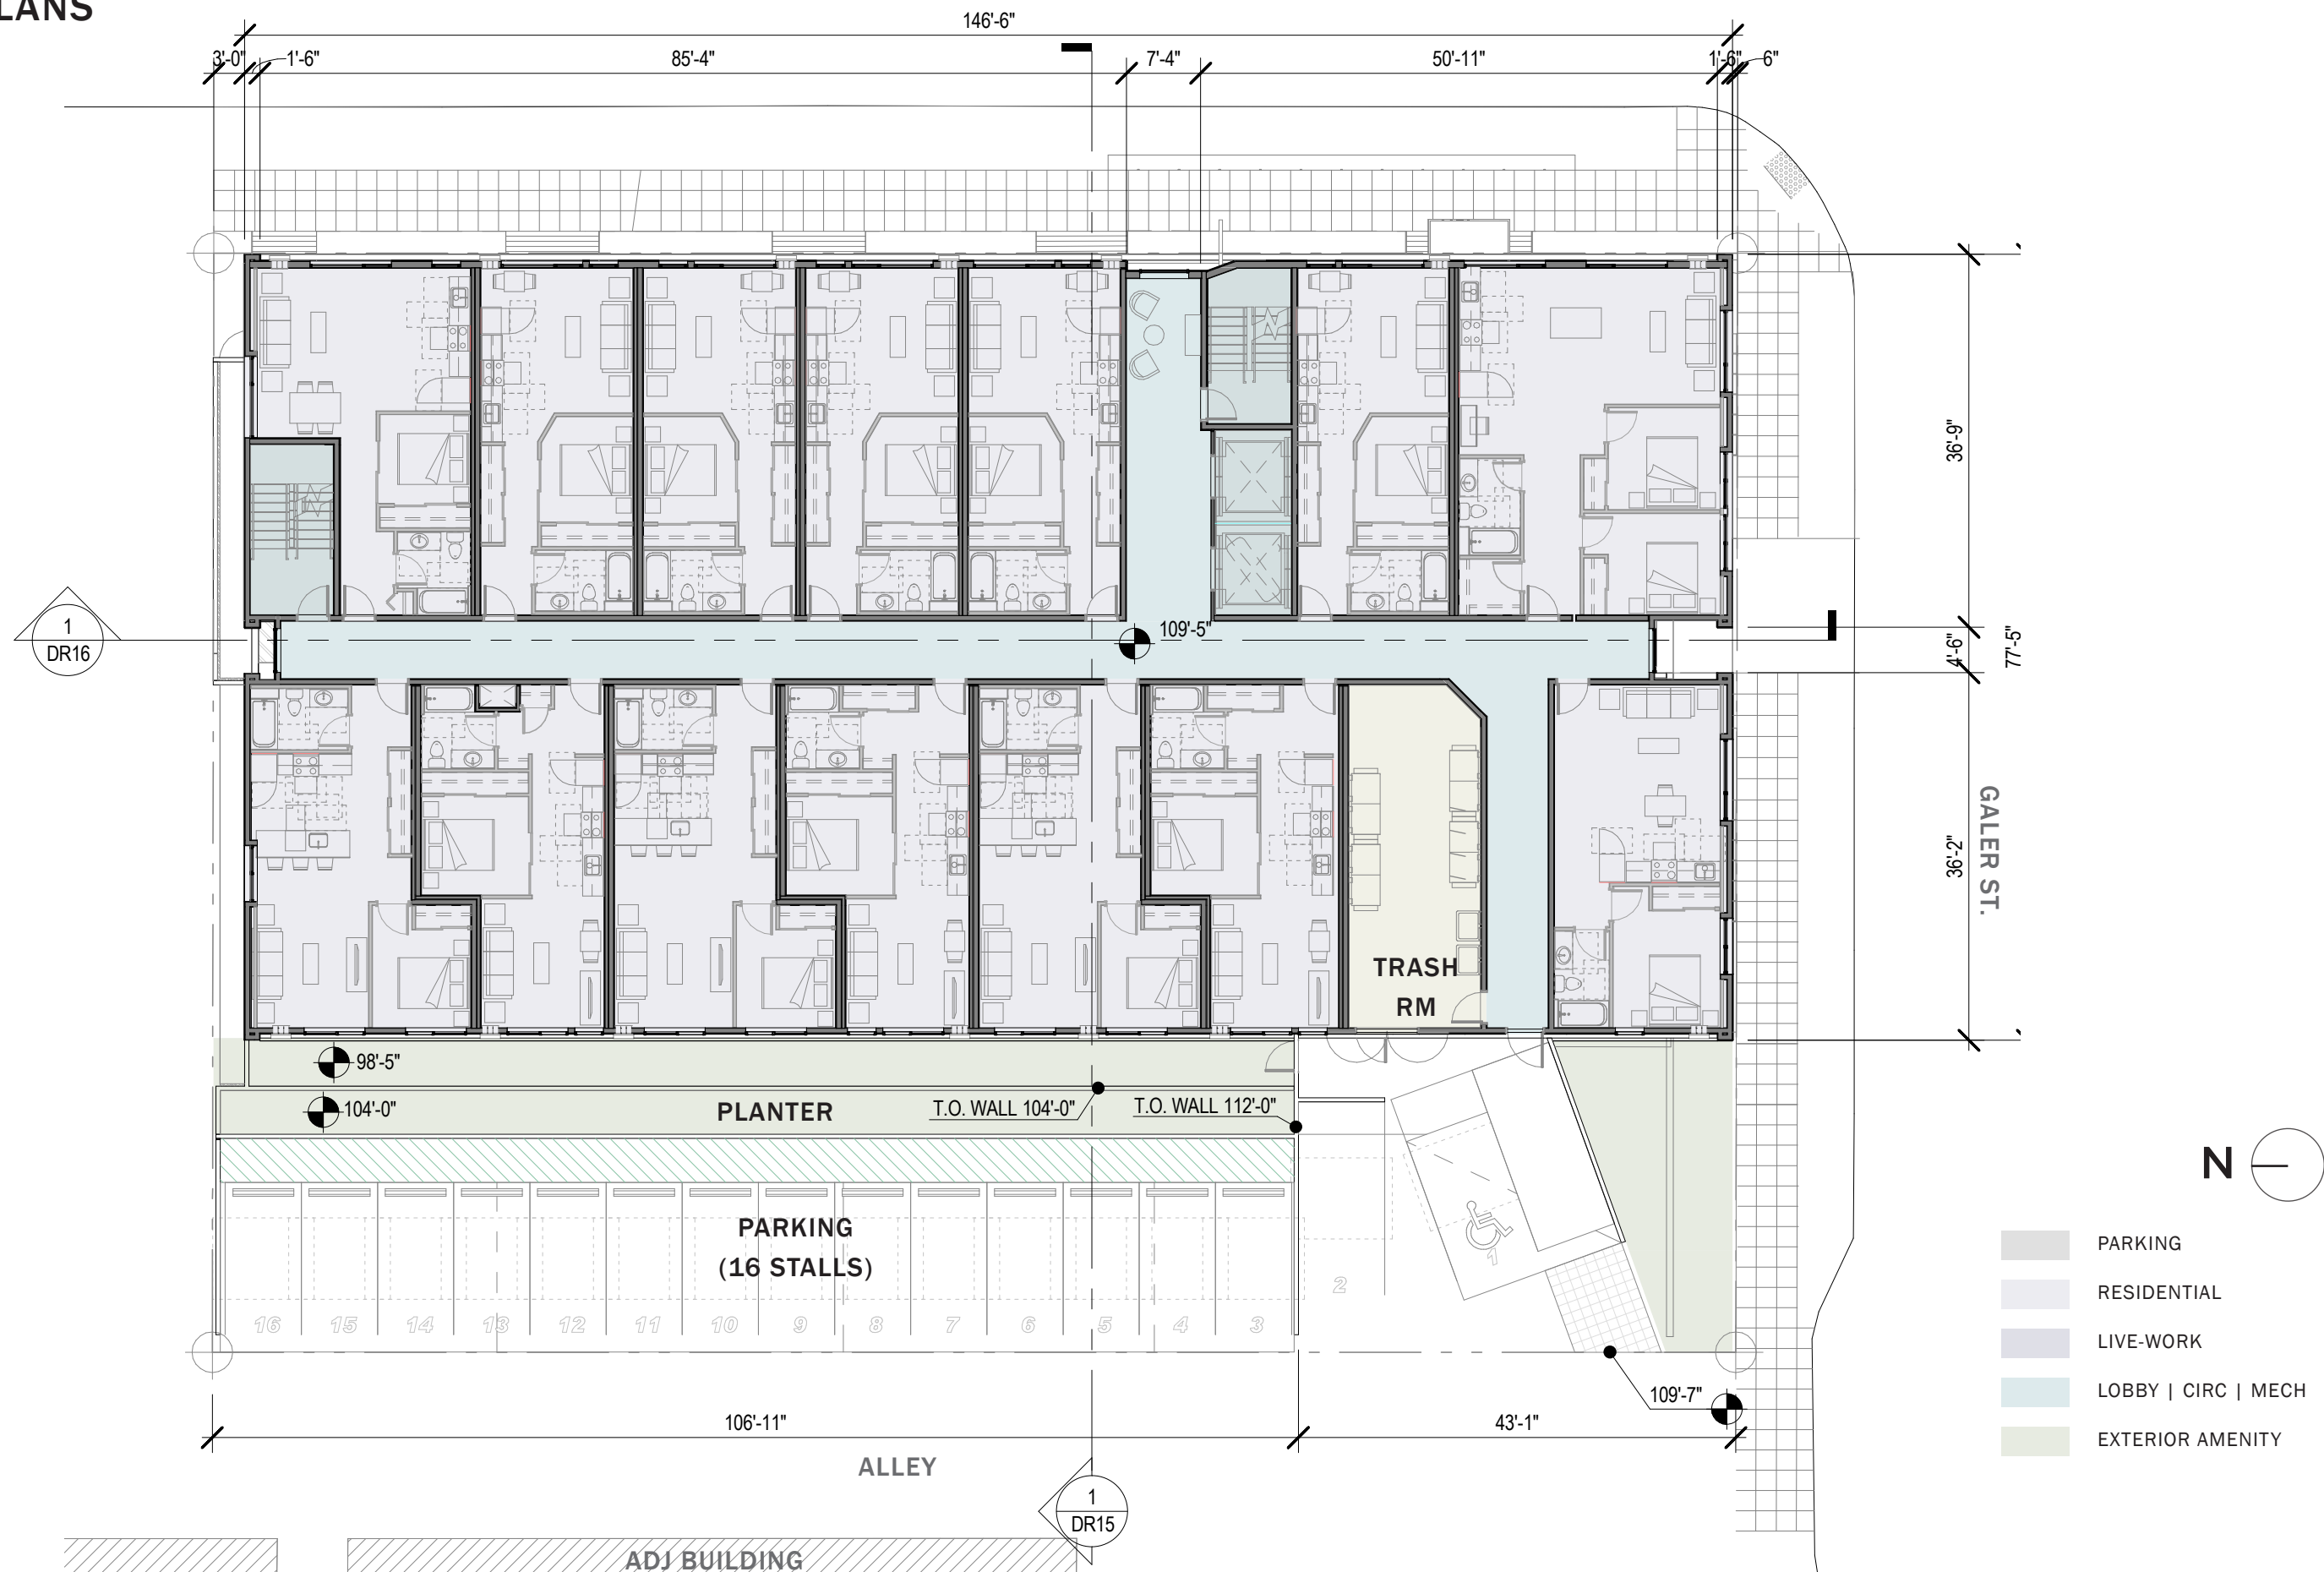 LANS
146'-6"
3'-0"
1'-6"
85'-4"
7'-4"
50'-11"
1'-6"
6"
36'-9"
1
DR16
109'-5"
4'-6"
77'-5"
36'-2"
GALER ST.
TRASH
RM
98'-5"
104'-0"
PLANTER
T.O. WALL 104'-0"
T.O. WALL 112'-0"
N
PARKING
(16 STALLS)
16 15 14 13 12 11 10 9 8 7 6 5 4 3 2 1
PARKING
RESIDENTIAL
LIVE-WORK
LOBBY | CIRC | MECH
EXTERIOR AMENITY
109'-7"
106'-11"
43'-1"
ALLEY
1
DR15
ADJ BUILDING